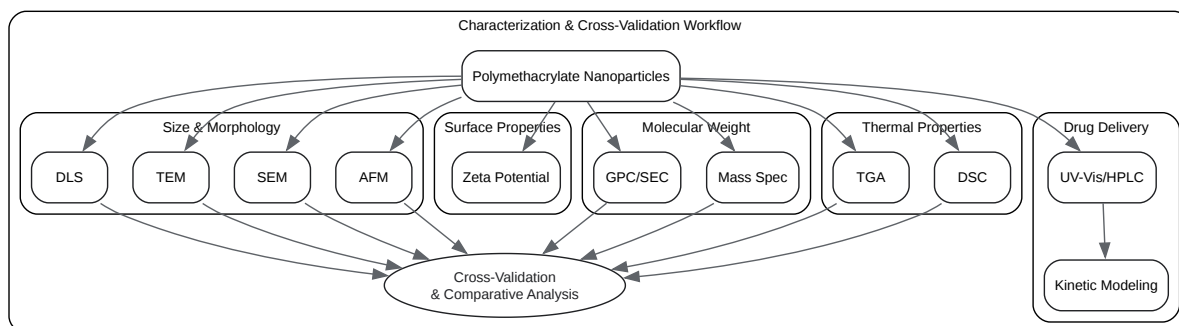 Characterization & Cross-Validation Workflow
Polymethacrylate Nanoparticles
Size & Morphology
Surface Properties
Molecular Weight
Thermal Properties
Drug Delivery
DLS
TEM
SEM
AFM
Zeta Potential
GPC/SEC
Mass Spec
TGA
DSC
UV-Vis/HPLC
Cross-Validation
& Comparative Analysis
Kinetic Modeling